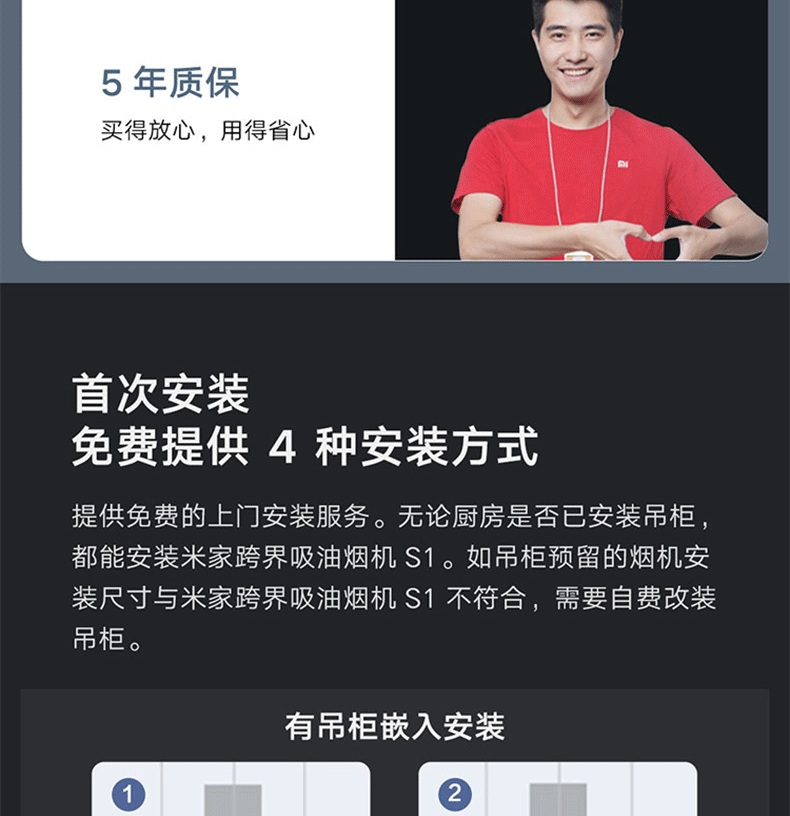 5 年质保
买得放心，用得省心
mi
首次安装
免费提供 4 种安装方式
提供免费的上门安装服务。无论厨房是否已安装吊柜，
都能安装米家跨界吸油烟机 S1。如吊柜预留的烟机安
装尺寸与米家跨界吸油烟机 S1 不符合，需要自费改装
吊柜。
有吊柜嵌入安装
1
2